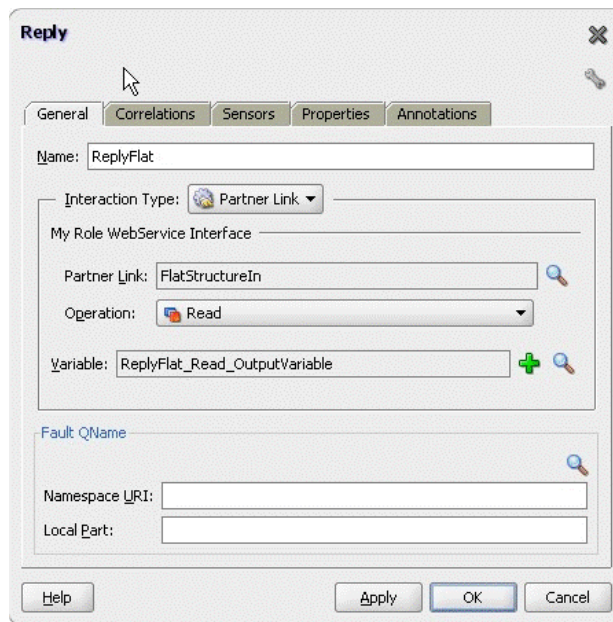 Reply
General Correlations Sensors Properties Annotations
Name: ReplyFlat
Interaction Type: Partner Link
My Role WebService Interface
Partner Link: FlatStructureIn
Operation: Read
Variable: ReplyFlat_Read_OutputVariable
Fault QName
Namespace URI:
Local Part:
Help Apply OK Cancel